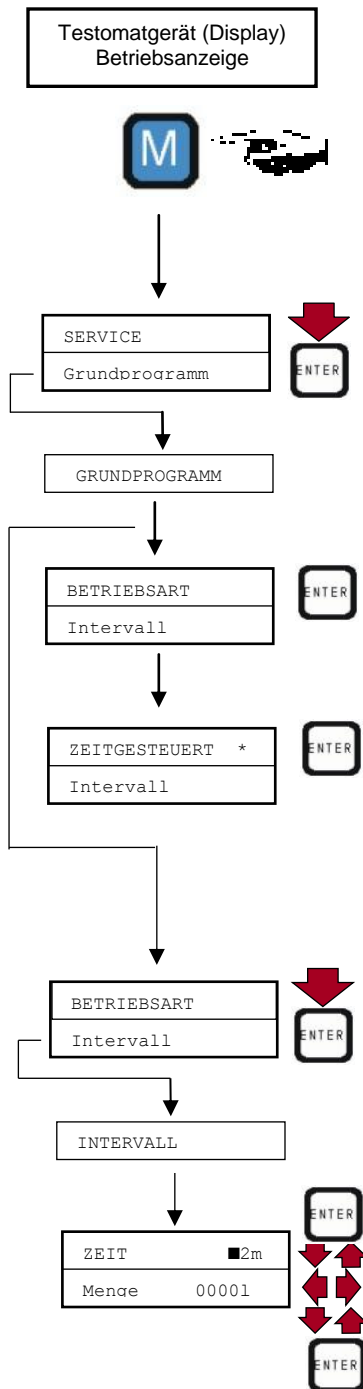 Testomatgerät (Display)
Betriebsanzeige
M
SERVICE
ENTER
Grundprogramm
GRUNDPROGRAMM
BETRIEBSART
ENTER
Intervall
ZEITGESTEUERT *
ENTER
Intervall
BETRIEBSART
ENTER
Intervall
INTERVALL
ENTER
ZEIT ■2m
Menge 0000l
ENTER